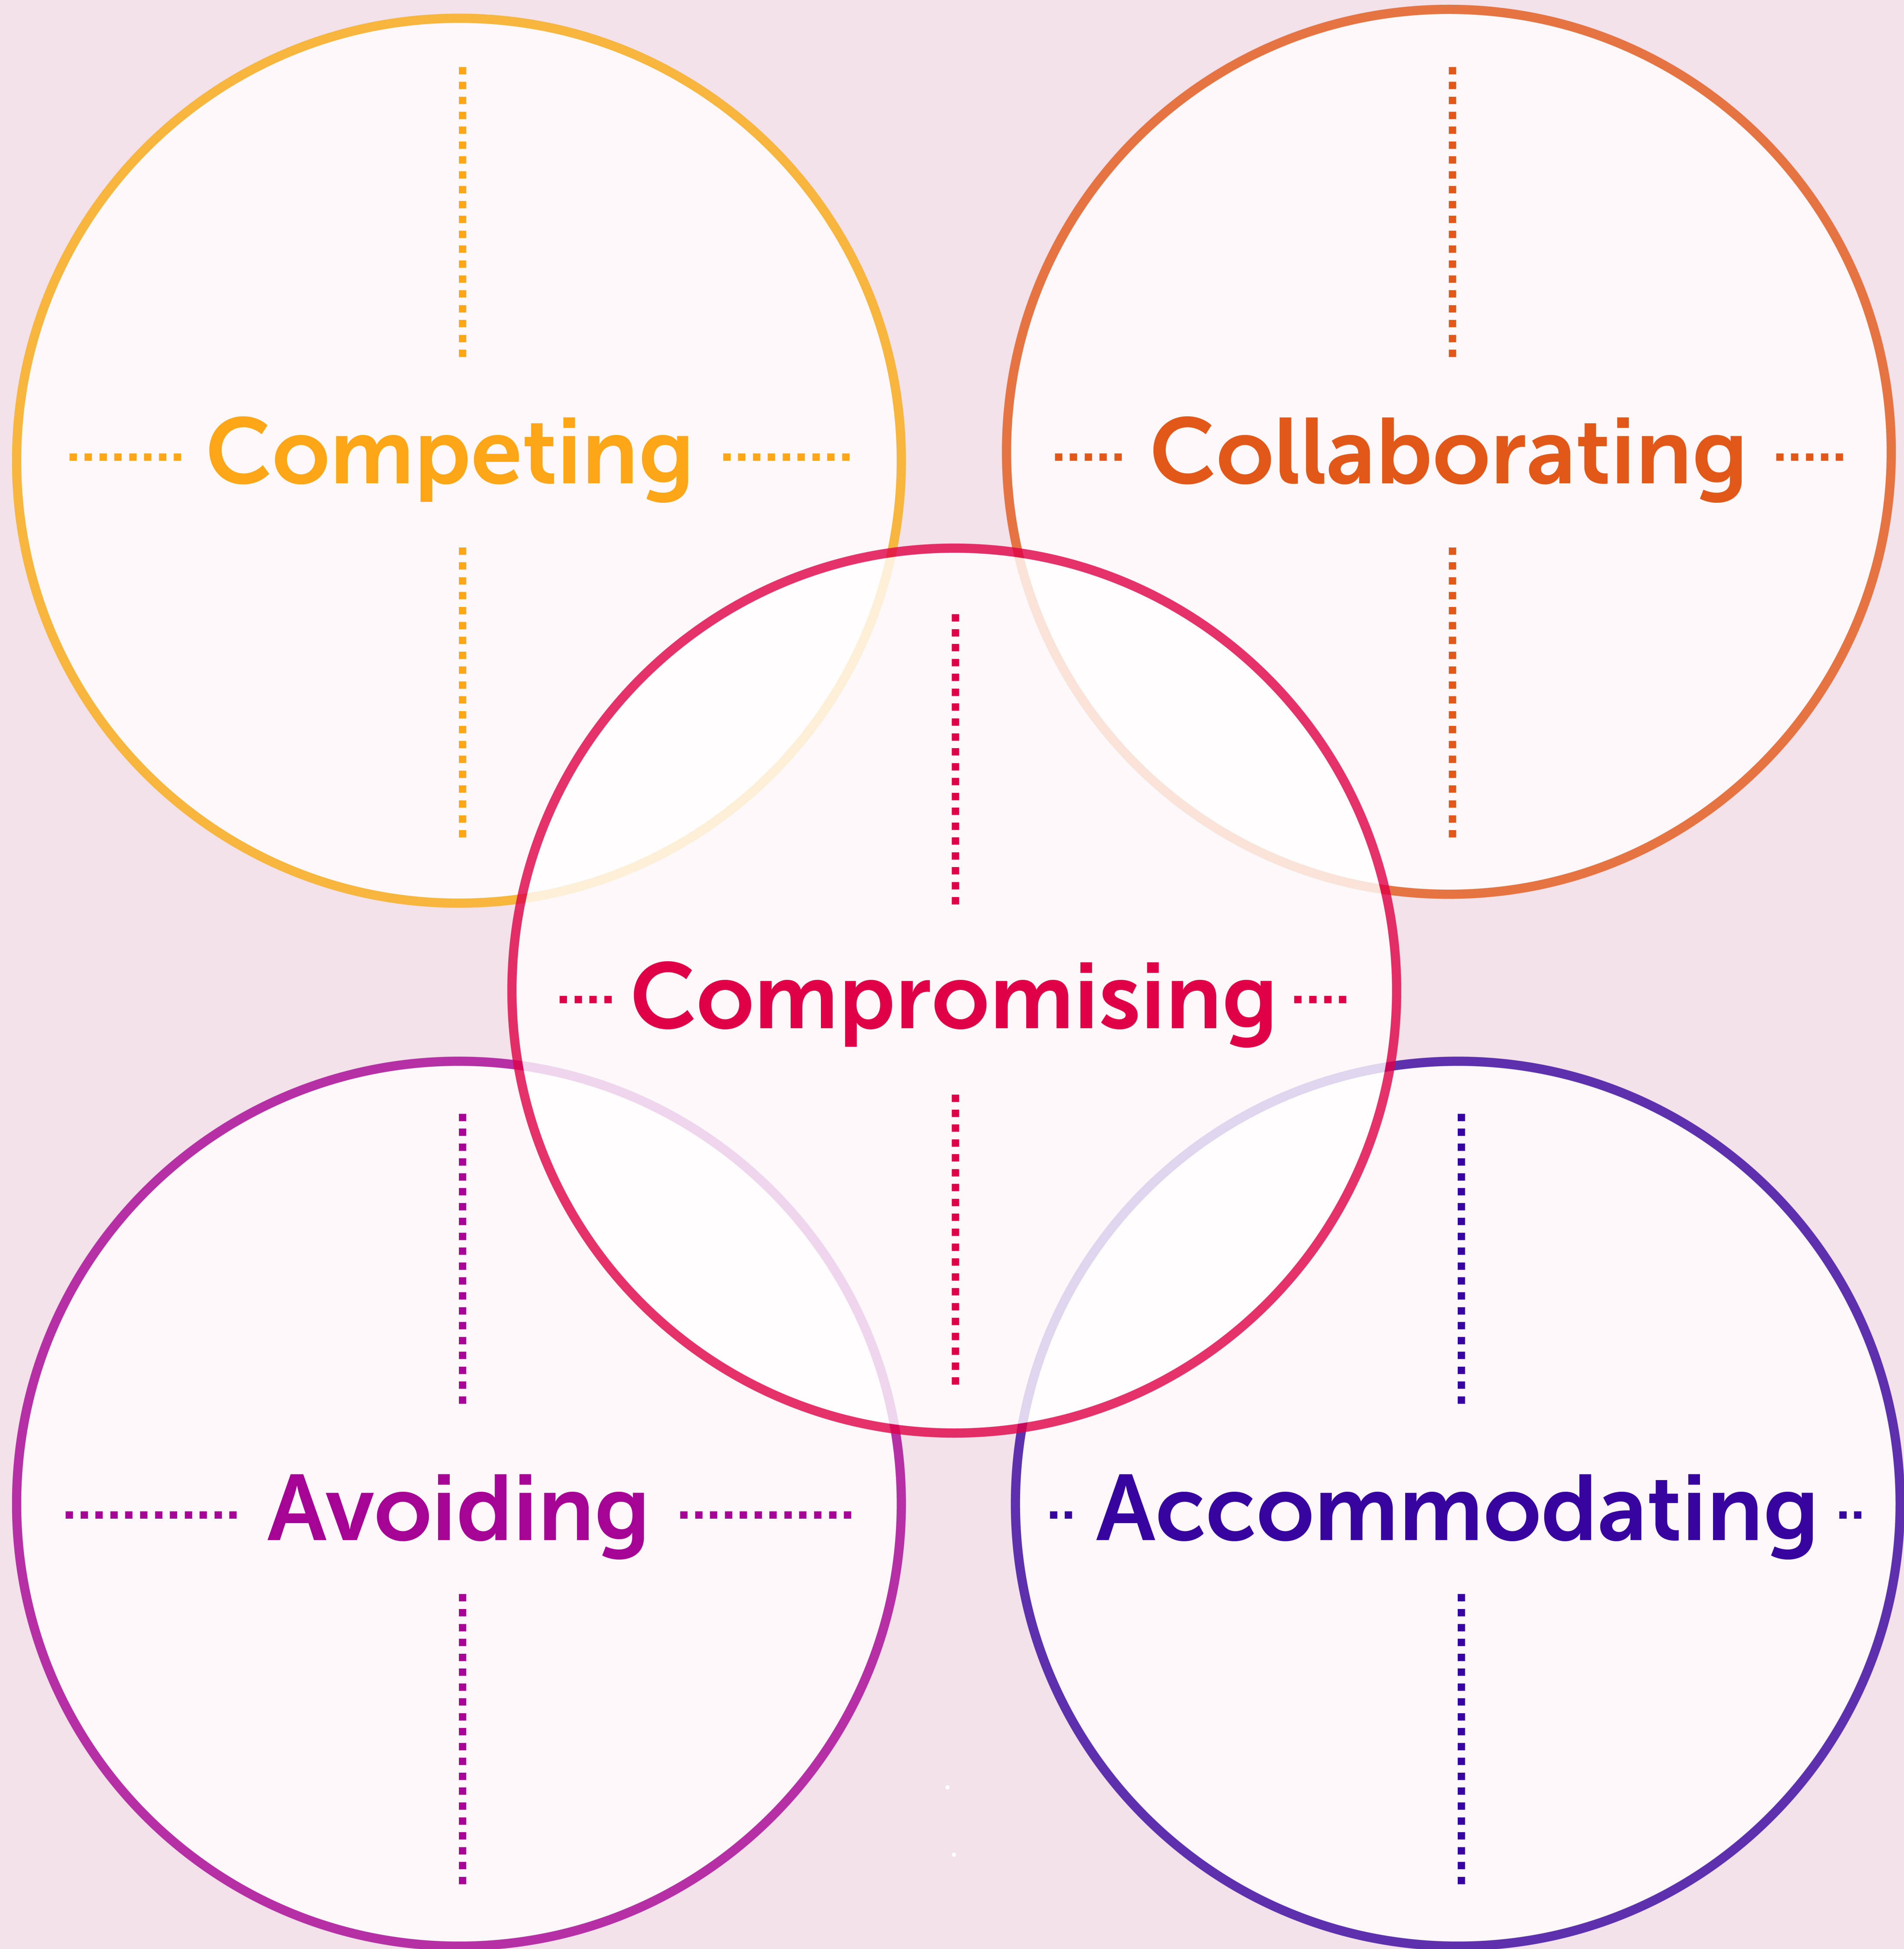 Competing
Collaborating
Compromising
Avoiding
Accommodating